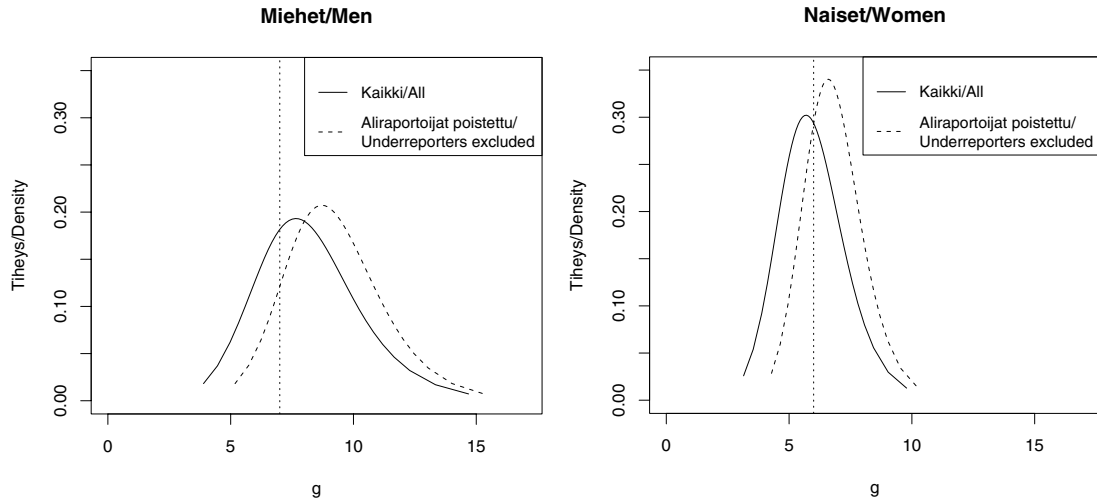 Miehet/Men
Kaikki/All
Aliraportoijat poistettu/
Underreporters excluded
Tiheys/Density
0.00
0.10
0.20
0.30
0
5
10
15
g
Naiset/Women
Kaikki/All
Aliraportoijat poistettu/
Underreporters excluded
Tiheys/Density
0.00
0.10
0.20
0.30
0
5
10
15
g